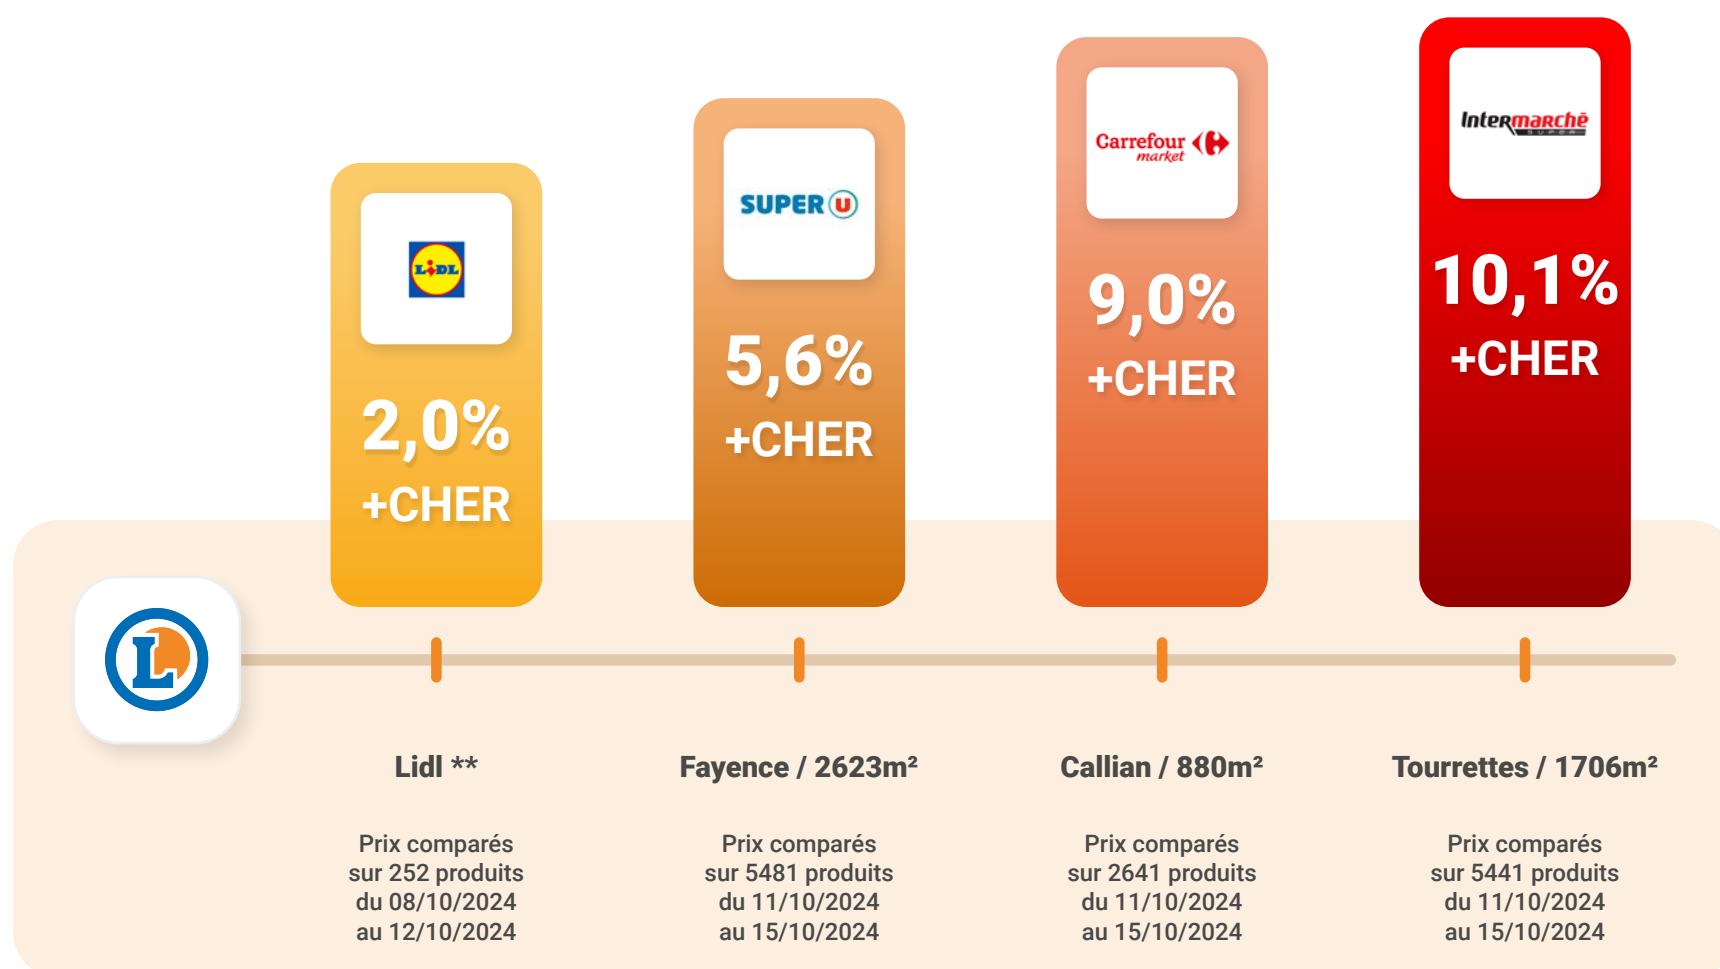 LIDL
2,0%
+CHER
SUPER U
5,6%
+CHER
Carrefour
market
9,0%
+CHER
Intermarchē
SUPER
10,1%
+CHER
L
Lidl **
Prix comparés
sur 252 produits
du 08/10/2024
au 12/10/2024
Fayence / 2623m²
Prix comparés
sur 5481 produits
du 11/10/2024
au 15/10/2024
Callian / 880m²
Prix comparés
sur 2641 produits
du 11/10/2024
au 15/10/2024
Tourrettes / 1706m²
Prix comparés
sur 5441 produits
du 11/10/2024
au 15/10/2024